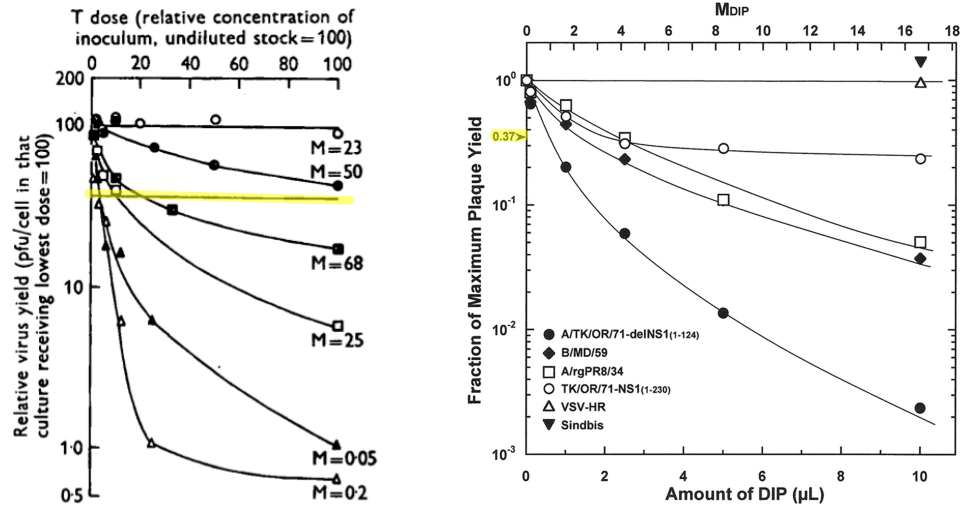 T dose (relative concentration of
inoculum, undiluted stock=100)
0 20 40 60 80 100
200
100
10
1·0
0·5
Relative virus yield (pfu/cell in that
culture receiving lowest dose=100)
M=23
M=50
M=68
M=25
M=0·05
M=0·2
MDIP
0 2 4 6 8 10 12 14 16 18
10⁰
0.37
10⁻¹
10⁻²
10⁻³
Fraction of Maximum Plaque Yield
A/TK/OR/71-delNS1(1-124)
B/MD/59
A/rgPR8/34
TK/OR/71-NS1(1-230)
VSV-HR
Sindbis
0 2 4 6 8 10
Amount of DIP (µL)